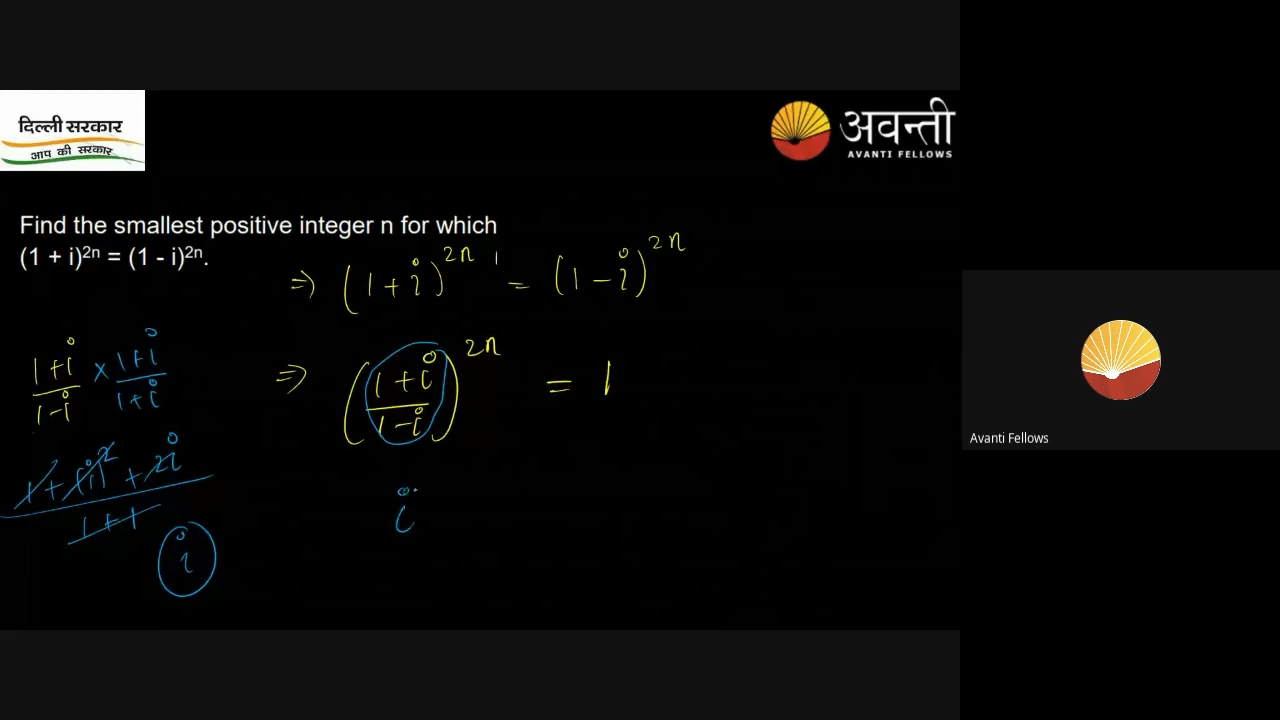 दिल्ली सरकार
आप की सरकार
अवन्ती
AVANTI FELLOWS
Find the smallest positive integer n for which
(1 + i)²ⁿ = (1 - i)²ⁿ.
⇒ (1+i)²ⁿ = (1-i)²ⁿ
1+i/1-i × 1+i/1+i
⇒ (1+i/1-i)²ⁿ = 1
1+(i)²+2i/1+1
i
i
Avanti Fellows